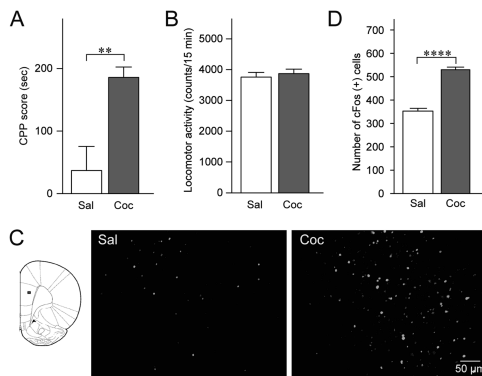 A
CPP score (sec)
200
100
0
**
Sal Coc
B
Locomotor activity (counts/15 min)
6000
5000
4000
3000
2000
1000
0
Sal Coc
D
Number of cFos (+) cells
700
600
500
400
300
200
100
0
****
Sal Coc
C
Sal
Coc
50 μm